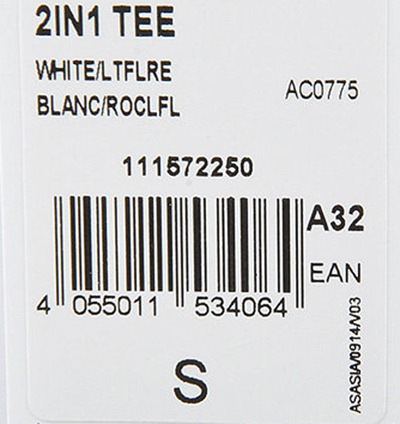 2IN1 TEE
WHITE/LTFLRE
BLANC/ROCLFL
AC0775
111572250
A32
EAN
4 055011 534064
ASASIA/0914/V03
S